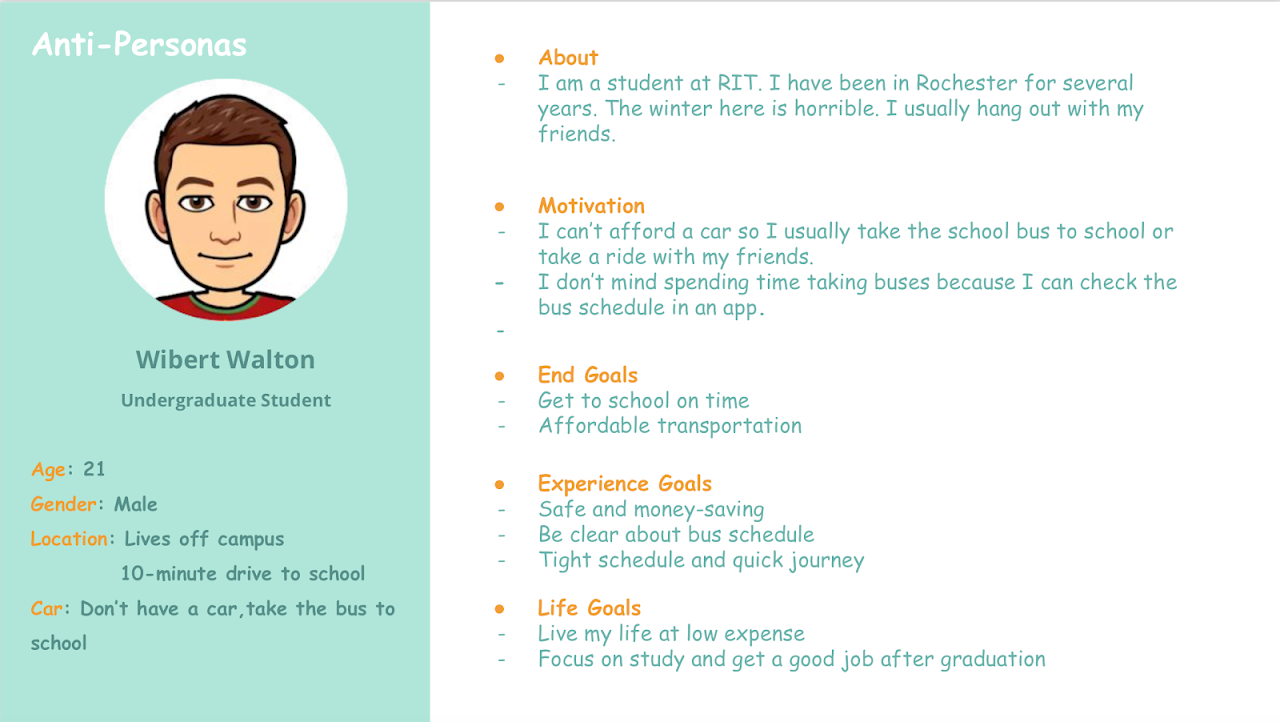 Anti-Personas
Wibert Walton
Undergraduate Student
Age: 21
Gender: Male
Location: Lives off campus
10-minute drive to school
Car: Don't have a car,take the bus to
school
● About
- I am a student at RIT. I have been in Rochester for several
years. The winter here is horrible. I usually hang out with my
friends.
● Motivation
- I can't afford a car so I usually take the school bus to school or
take a ride with my friends.
- I don't mind spending time taking buses because I can check the
bus schedule in an app.
-
● End Goals
- Get to school on time
- Affordable transportation
● Experience Goals
- Safe and money-saving
- Be clear about bus schedule
- Tight schedule and quick journey
● Life Goals
- Live my life at low expense
- Focus on study and get a good job after graduation